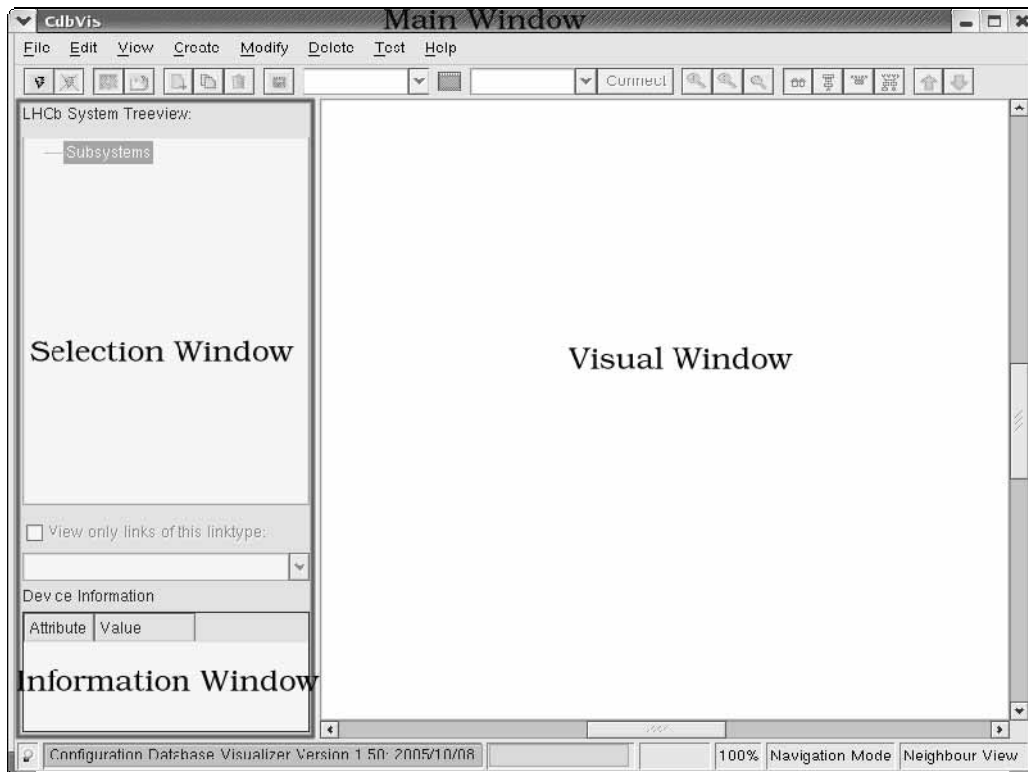 CdbVis Main Window
File Edit View Create Modify Delete Test Help
Connect
LHCb System Treeview:
Subsystems
Selection Window
Visual Window
View only links of this linktype:
Device Information
Attribute Value
Information Window
Configuration Database Visualizer Version 1.50: 2005/10/08 100% Navigation Mode Neighbour View